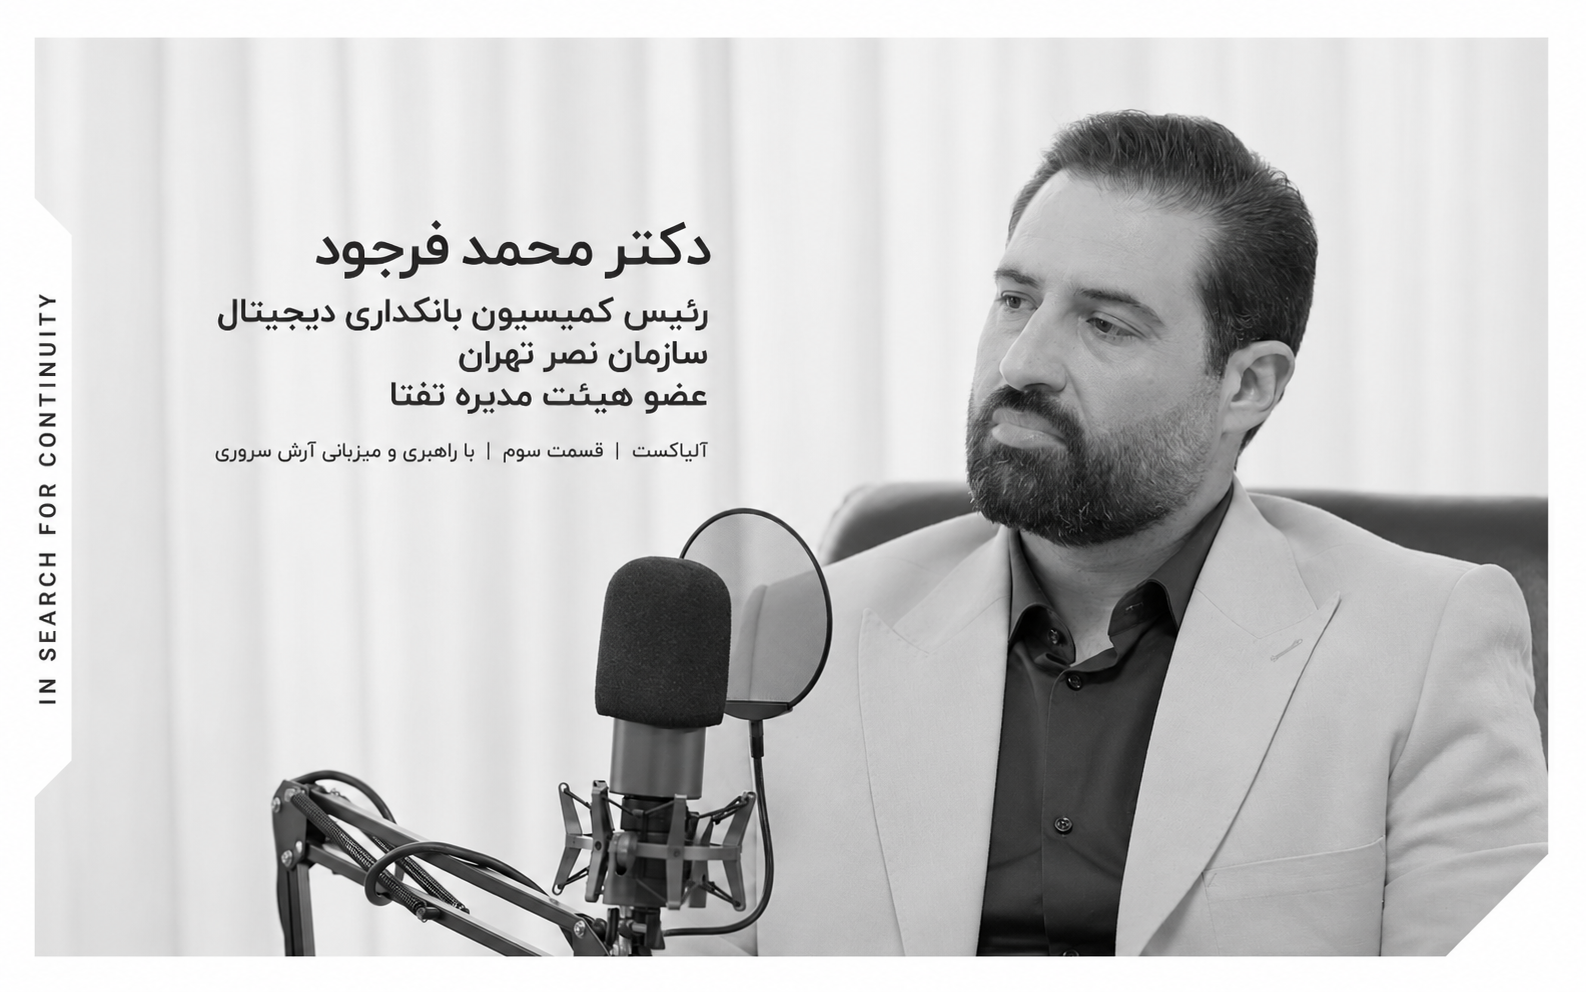 دکتر محمد فرجود
رئیس کمیسیون بانکداری دیجیتال
سازمان نصر تهران
عضو هیئت مدیره تفتا
آلیاکست | قسمت سوم | با راهبری و میزبانی آرش سروری
IN SEARCH FOR CONTINUITY